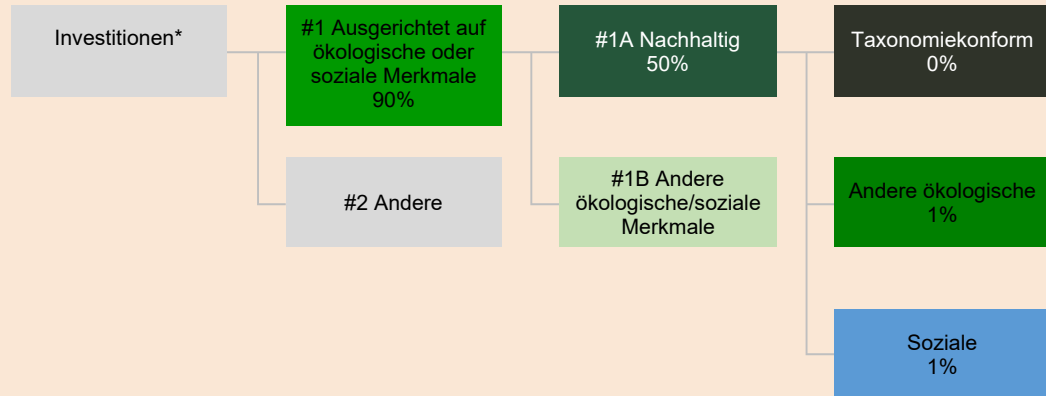 Investitionen*
#1 Ausgerichtet auf
ökologische oder
soziale Merkmale
90%
#1A Nachhaltig
50%
Taxonomiekonform
0%
#2 Andere
#1B Andere
ökologische/soziale
Merkmale
Andere ökologische
1%
Soziale
1%